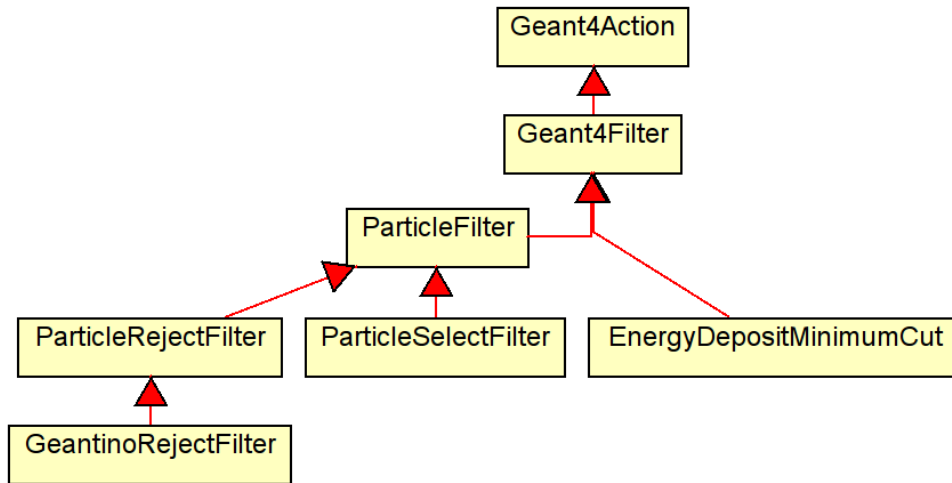 Geant4Action
Geant4Filter
ParticleFilter
ParticleRejectFilter
ParticleSelectFilter
EnergyDepositMinimumCut
GeantinoRejectFilter